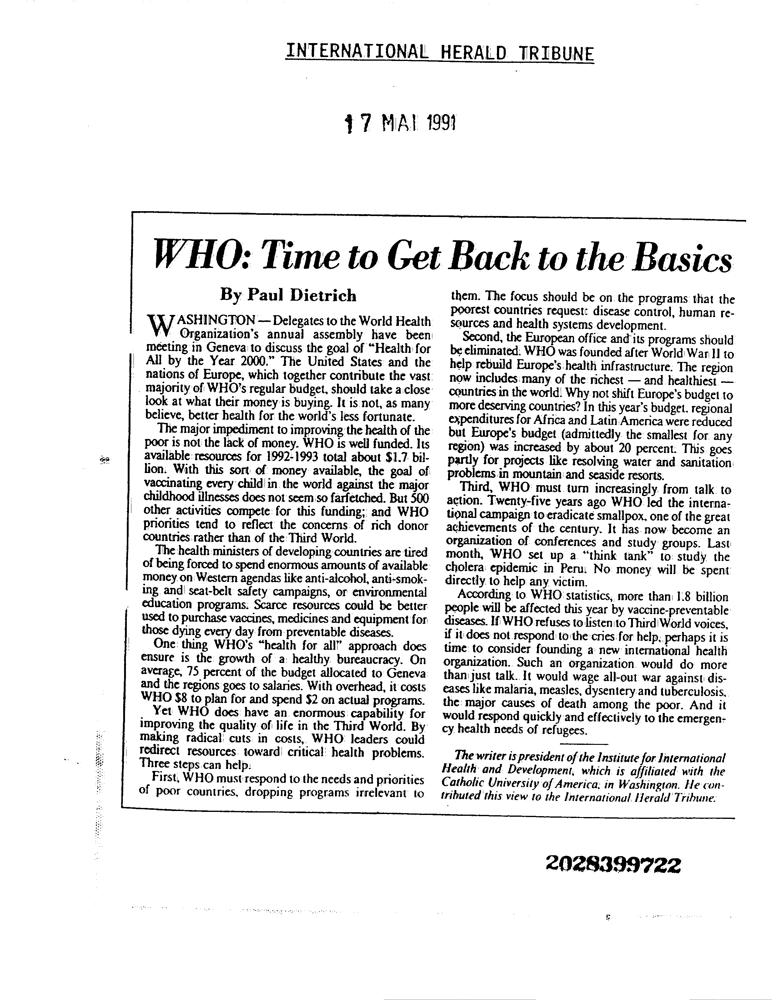 INTERNATIONAL HERALD TRIBUNE
17 MAI 1991
WHO: Time to Get Back to the Basics
By Paul Dietrich
WASHINGTON — Delegates to the World Health
Organization's annual assembly have been
meeting in Geneva to discuss the goal of "Health for
All by the Year 2000." The United States and the
nations of Europe, which together contribute the vast
majority of WHO's regular budget, should take a close
look at what their money is buying. It is not, as many
believe, better health for the world's less fortunate.
The major impediment to improving the health of the
poor is not the lack of money. WHO is well funded. Its
available resources for 1992-1993 total about $1.7 bil-
lion. With this sort of money available, the goal of
vaccinating every child in the world against the major
childhood illnesses does not seem so farfetched. But 500
other activities compete for this funding; and WHO
priorities tend to reflect the concerns of rich donor
countries rather than of the Third World.
The health ministers of developing countries are tired
of being forced to spend enormous amounts of available
money on Western agendas like anti-alcohol, anti-smok-
ing and seat-belt safety campaigns, or environmental
education programs. Scarce resources could be better
used to purchase vaccines, medicines and equipment for
those dying every day from preventable diseases.
One thing WHO's "health for all" approach does
ensure is the growth of a healthy bureaucracy. On
average, 75 percent of the budget allocated to Geneva
and the regions goes to salaries. With overhead, it costs
WHO $8 to plan for and spend $2 on actual programs.
Yet WHO does have an enormous capability for
improving the quality of life in the Third World. By
making radical cuts in costs, WHO leaders could
redirect resources toward critical health problems.
Three steps can help.
First, WHO must respond to the needs and priorities
of poor countries, dropping programs irrelevant to
them. The focus should be on the programs that the
poorest countries request: disease control, human re-
sources and health systems development.
Second, the European office and its programs should
be eliminated. WHO was founded after World War II to
help rebuild Europe's health infrastructure. The region
now includes many of the richest — and healthiest —
countries in the world. Why not shift Europe's budget to
more deserving countries? In this year's budget, regional
expenditures for Africa and Latin America were reduced
but Europe's budget (admittedly the smallest for any
region) was increased by about 20 percent. This goes
partly for projects like resolving water and sanitation
problems in mountain and seaside resorts.
Third, WHO must turn increasingly from talk to
action. Twenty-five years ago WHO led the interna-
tional campaign to eradicate smallpox, one of the great
achievements of the century. It has now become an
organization of conferences and study groups. Last
month, WHO set up a "think tank" to study the
cholera epidemic in Peru. No money will be spent
directly to help any victim.
According to WHO statistics, more than 1.8 billion
people will be affected this year by vaccine-preventable
diseases. If WHO refuses to listen to Third World voices,
if it does not respond to the cries for help, perhaps it is
time to consider founding a new international health
organization. Such an organization would do more
than just talk. It would wage all-out war against dis-
eases like malaria, measles, dysentery and tuberculosis,
the major causes of death among the poor. And it
would respond quickly and effectively to the emergen-
cy health needs of refugees.
The writer is president of the Institute for International
Health and Development, which is affiliated with the
Catholic University of America, in Washington. He con-
tributed this view to the International Herald Tribune.
2028399722